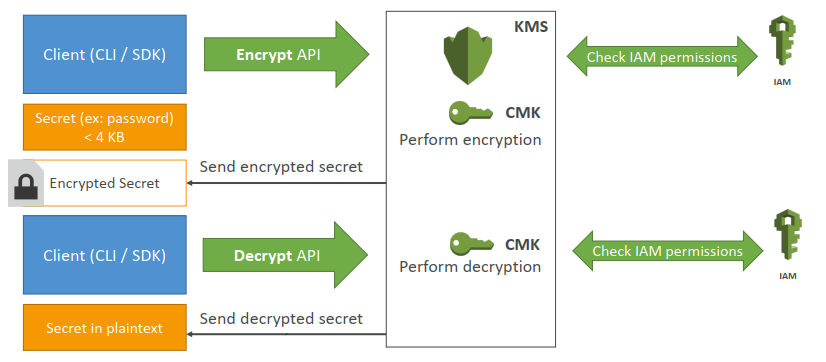 Client (CLI / SDK)
Encrypt API
KMS
Check IAM permissions
IAM
Secret (ex: password)
< 4 KB
CMK
Perform encryption
Send encrypted secret
Encrypted Secret
Client (CLI / SDK)
Decrypt API
CMK
Perform decryption
Check IAM permissions
IAM
Send decrypted secret
Secret in plaintext